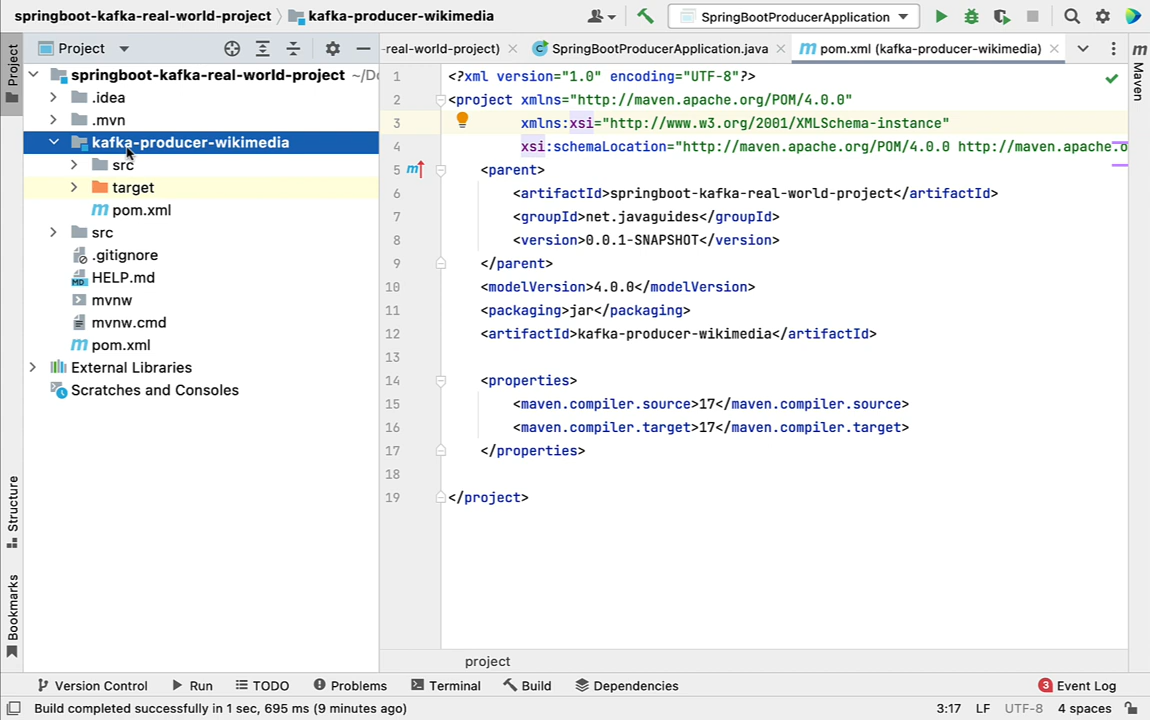 springboot-kafka-real-world-project
kafka-producer-wikimedia
SpringBootProducerApplication
Project
Project
-real-world-project)
SpringBootProducerApplication.java
pom.xml (kafka-producer-wikimedia)
Maven
springboot-kafka-real-world-project ~/Do
.idea
.mvn
kafka-producer-wikimedia
src
target
pom.xml
src
.gitignore
HELP.md
mvnw
mvnw.cmd
pom.xml
External Libraries
Scratches and Consoles
1 <?xml version="1.0" encoding="UTF-8"?>
2 <project xmlns="http://maven.apache.org/POM/4.0.0"
3 xmlns:xsi="http://www.w3.org/2001/XMLSchema-instance"
4 xsi:schemaLocation="http://maven.apache.org/POM/4.0.0 http://maven.apache.o
5 <parent>
6 <artifactId>springboot-kafka-real-world-project</artifactId>
7 <groupId>net.javaguides</groupId>
8 <version>0.0.1-SNAPSHOT</version>
9 </parent>
10 <modelVersion>4.0.0</modelVersion>
11 <packaging>jar</packaging>
12 <artifactId>kafka-producer-wikimedia</artifactId>
13
14 <properties>
15 <maven.compiler.source>17</maven.compiler.source>
16 <maven.compiler.target>17</maven.compiler.target>
17 </properties>
18
19 </project>
Structure
Bookmarks
project
Version Control
Run
TODO
Problems
Terminal
Build
Dependencies
3 Event Log
Build completed successfully in 1 sec, 695 ms (9 minutes ago)
3:17 LF UTF-8 4 spaces